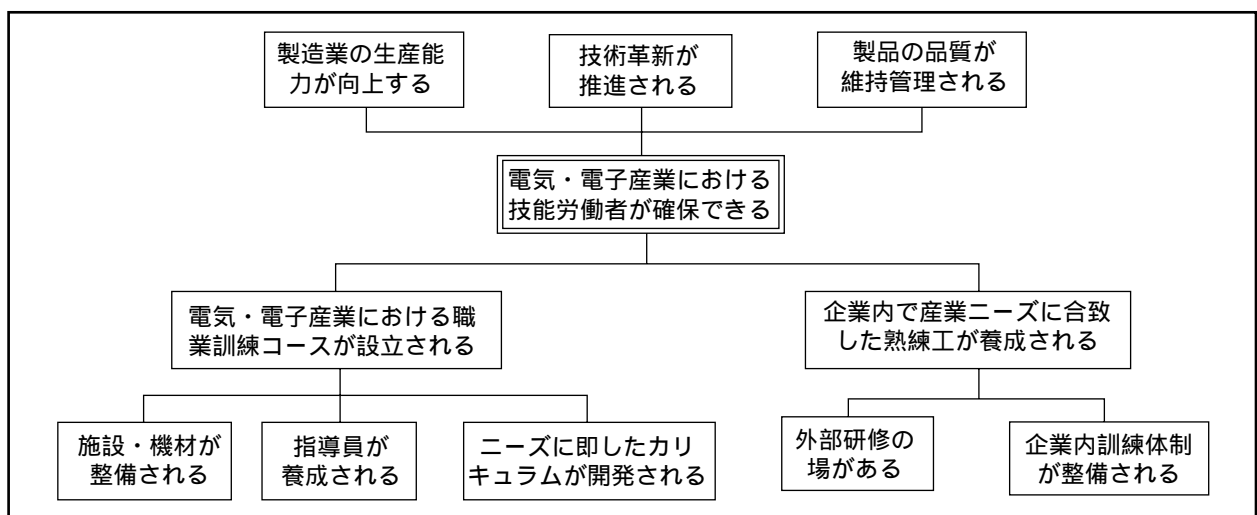 製造業の生産能
力が向上する
技術革新が
推進される
製品の品質が
維持管理される
電気・電子産業における
技能労働者が確保できる
電気・電子産業における職
業訓練コースが設立される
企業内で産業ニーズに合致
した熟練工が養成される
施設・機材が
整備される
指導員が
養成される
ニーズに即したカリ
キュラムが開発される
外部研修の
場がある
企業内訓練体制
が整備される